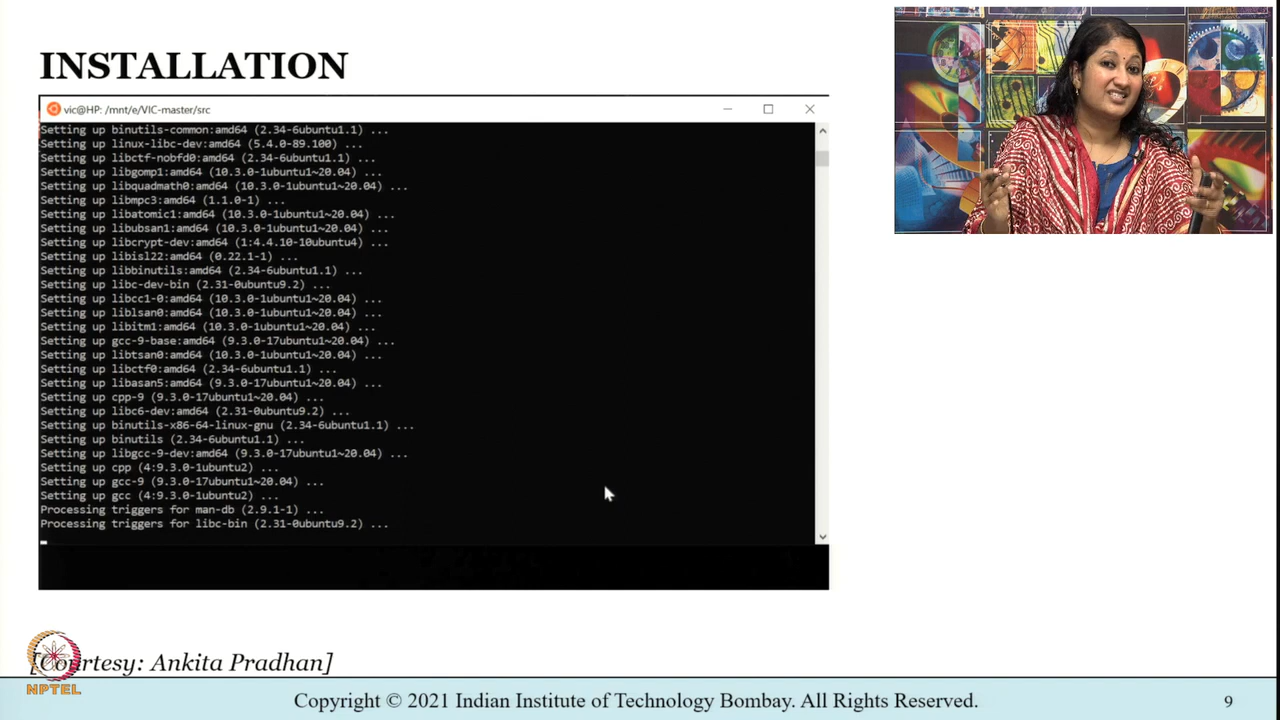 INSTALLATION
vic@HP: /mnt/e/VIC-master/src
Setting up binutils-common:amd64 (2.34-6ubuntu1.1) ...
Setting up linux-libc-dev:amd64 (5.4.0-89.100) ...
Setting up libctf-nobfd0:amd64 (2.34-6ubuntu1.1) ...
Setting up libgomp1:amd64 (10.3.0-1ubuntu1~20.04) ...
Setting up libquadmath0:amd64 (10.3.0-1ubuntu1~20.04) ...
Setting up libmpc3:amd64 (1.1.0-1) ...
Setting up libatomic1:amd64 (10.3.0-1ubuntu1~20.04) ...
Setting up libubsan1:amd64 (10.3.0-1ubuntu1~20.04) ...
Setting up libcrypt-dev:amd64 (1:4.4.10-10ubuntu4) ...
Setting up libisl22:amd64 (0.22.1-1) ...
Setting up libbinutils:amd64 (2.34-6ubuntu1.1) ...
Setting up libc-dev-bin (2.31-0ubuntu9.2) ...
Setting up libcc1-0:amd64 (10.3.0-1ubuntu1~20.04) ...
Setting up liblsan0:amd64 (10.3.0-1ubuntu1~20.04) ...
Setting up libitm1:amd64 (10.3.0-1ubuntu1~20.04) ...
Setting up gcc-9-base:amd64 (9.3.0-17ubuntu1~20.04) ...
Setting up libtsan0:amd64 (10.3.0-1ubuntu1~20.04) ...
Setting up libctf0:amd64 (2.34-6ubuntu1.1) ...
Setting up libasan5:amd64 (9.3.0-17ubuntu1~20.04) ...
Setting up cpp-9 (9.3.0-17ubuntu1~20.04) ...
Setting up libc6-dev:amd64 (2.31-0ubuntu9.2) ...
Setting up binutils-x86-64-linux-gnu (2.34-6ubuntu1.1) ...
Setting up binutils (2.34-6ubuntu1.1) ...
Setting up libgcc-9-dev:amd64 (9.3.0-17ubuntu1~20.04) ...
Setting up cpp (4:9.3.0-1ubuntu2) ...
Setting up gcc-9 (9.3.0-17ubuntu1~20.04) ...
Setting up gcc (4:9.3.0-1ubuntu2) ...
Processing triggers for man-db (2.9.1-1) ...
Processing triggers for libc-bin (2.31-0ubuntu9.2) ...
[Courtesy: Ankita Pradhan]
NPTEL
Copyright © 2021 Indian Institute of Technology Bombay. All Rights Reserved.
9